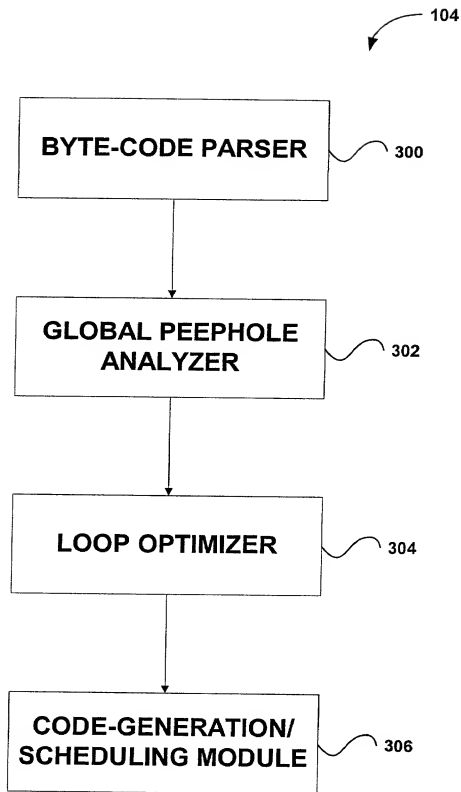 104
BYTE-CODE PARSER
300
GLOBAL PEEPHOLE
ANALYZER
302
LOOP OPTIMIZER
304
CODE-GENERATION/
SCHEDULING MODULE
306